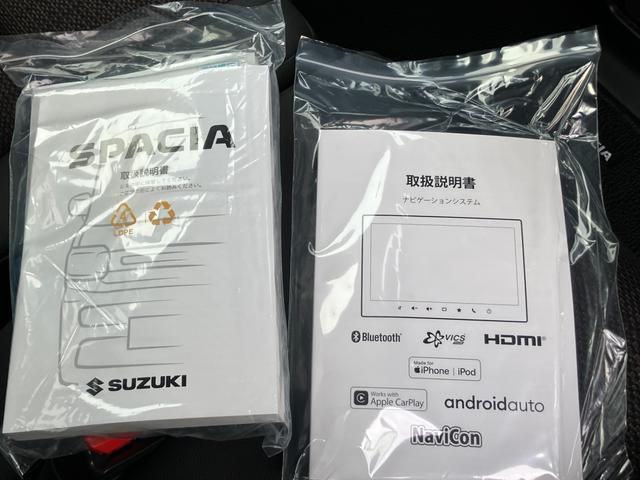 SPACIA
取扱説明書
LDPE
SUZUKI
取扱説明書
ナビゲーションシステム
Bluetooth®
VICS
HDMI®
Made for
iPhone | iPod
Works with
Apple CarPlay
androidauto
NaviCon